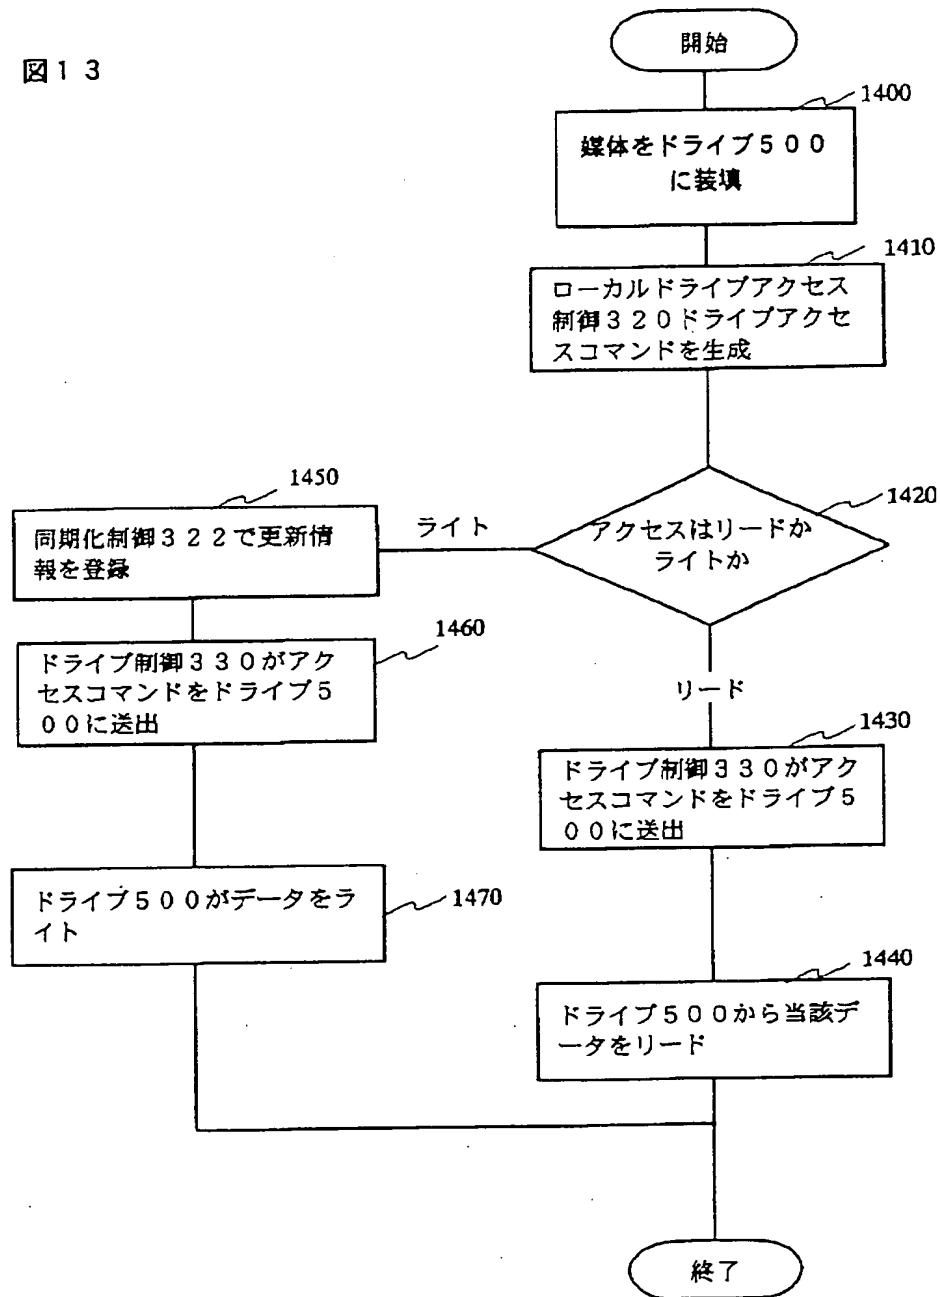 図13
開始
1400
媒体をドライブ500
に装填
1410
ローカルドライブアクセス
制御320ドライブアクセ
スコマンドを生成
1420
アクセスはリードか
ライトか
ライト
リード
1450
同期化制御322で更新情
報を登録
1460
ドライブ制御330がアク
セスコマンドをドライブ5
00に送出
1470
ドライブ500がデータをラ
イト
1430
ドライブ制御330がアク
セスコマンドをドライブ5
00に送出
1440
ドライブ500から当該デ
ータをリード
終了